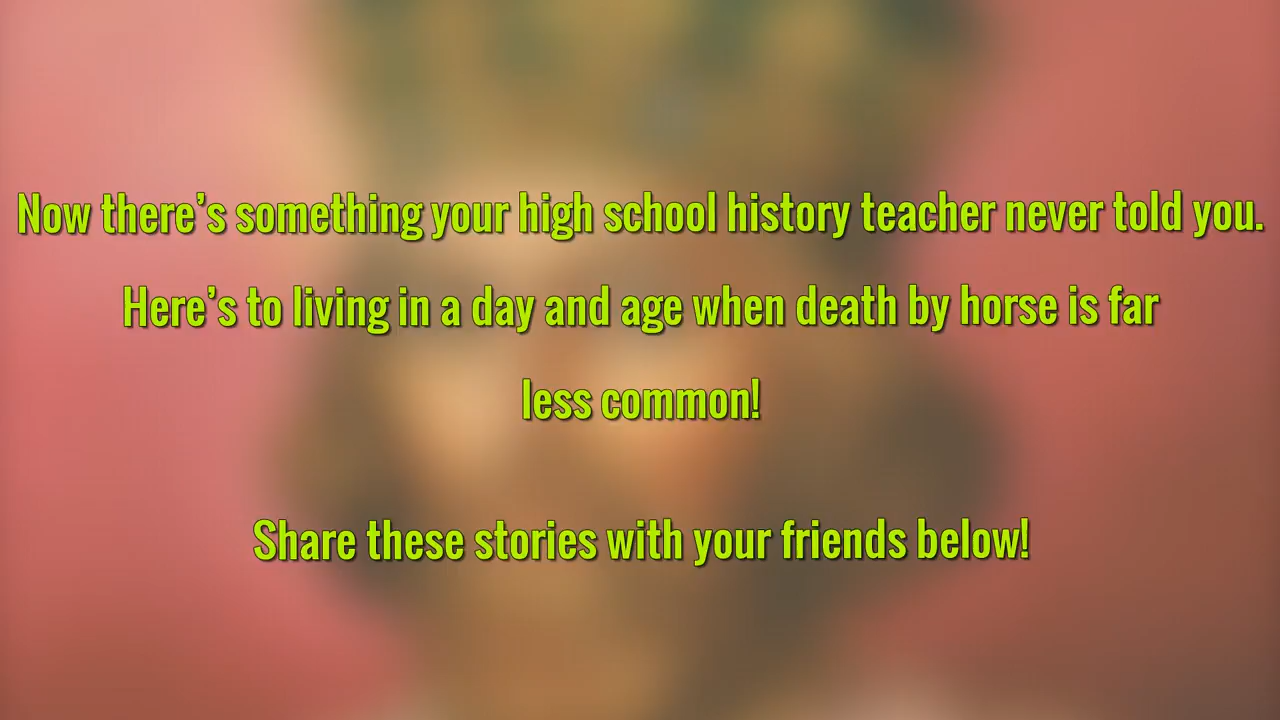 Now there’s something your high school history teacher never told you.
Here’s to living in a day and age when death by horse is far
less common!
Share these stories with your friends below!